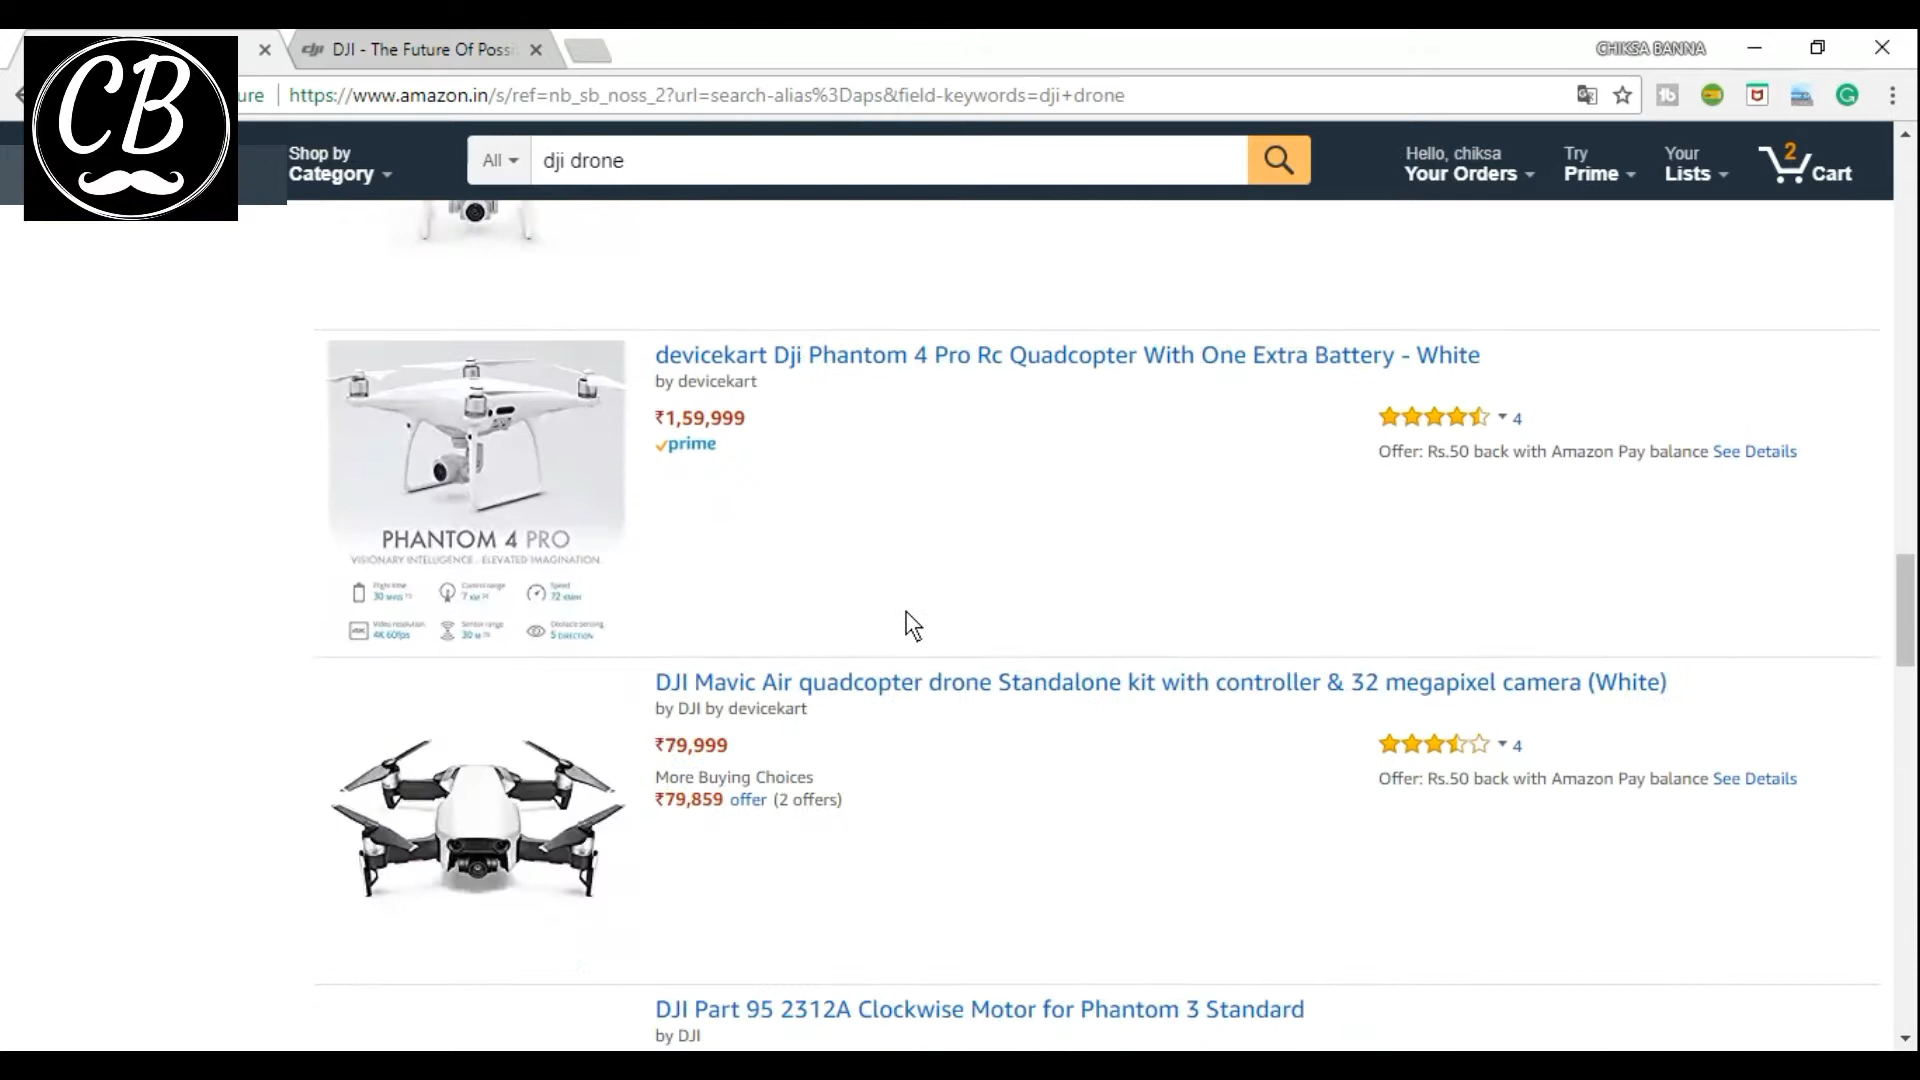 CB
DJI - The Future Of Poss
CHIKSA BANNA
ure
https://www.amazon.in/s/ref=nb_sb_noss_2?url=search-alias%3Daps&field-keywords=dji+drone
Shop by
Category
All
dji drone
Hello, chiksa
Your Orders
Try
Prime
Your
Lists
2
Cart
devicekart Dji Phantom 4 Pro Rc Quadcopter With One Extra Battery - White
by devicekart
₹1,59,999
prime
4
Offer: Rs.50 back with Amazon Pay balance See Details
PHANTOM 4 PRO
VISIONARY INTELLIGENCE. ELEVATED IMAGINATION.
Flight time
30 MINS
Control range
7 KM
Speed
72 KM/H
Video resolution
4K 60fps
Sensor range
30 M
Obstacle sensing
5 DIRECTION
DJI Mavic Air quadcopter drone Standalone kit with controller & 32 megapixel camera (White)
by DJI by devicekart
₹79,999
4
More Buying Choices
₹79,859 offer (2 offers)
Offer: Rs.50 back with Amazon Pay balance See Details
DJI Part 95 2312A Clockwise Motor for Phantom 3 Standard
by DJI